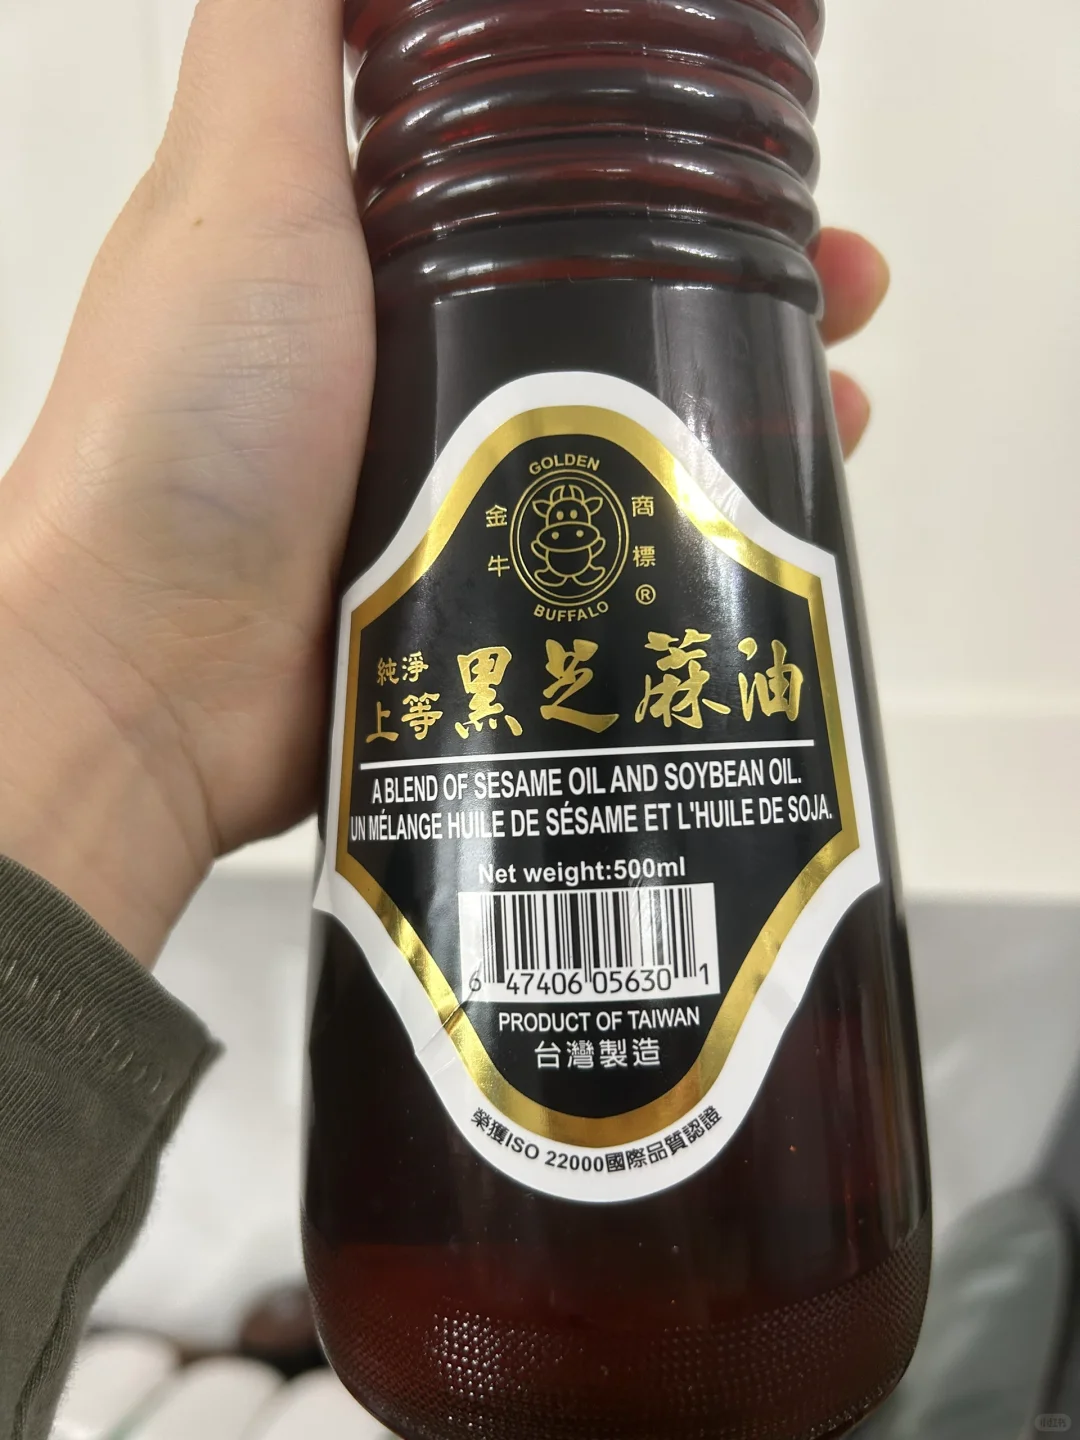 GOLDEN
金牛
商標
®
BUFFALO
純淨
上等
黑芝蔴油
A BLEND OF SESAME OIL AND SOYBEAN OIL.
UN MÉLANGE HUILE DE SÉSAME ET L'HUILE DE SOJA.
Net weight:500ml
6 47406 05630 1
PRODUCT OF TAIWAN
台灣製造
榮獲ISO 22000國際品質認證
小红书